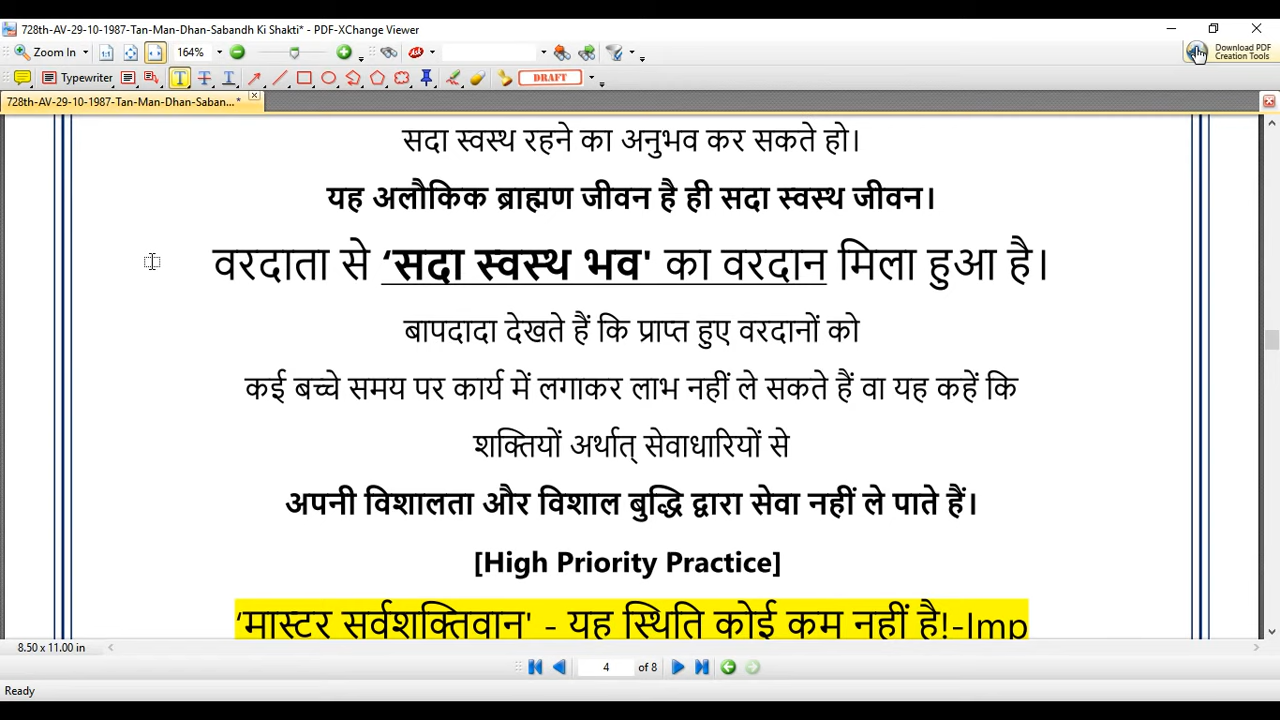 728th-AV-29-10-1987-Tan-Man-Dhan-Sabandh Ki Shakti* - PDF-XChange Viewer
Zoom In 164% Download PDF Creation Tools
Typewriter DRAFT
728th-AV-29-10-1987-Tan-Man-Dhan-Saban... *
सदा स्वस्थ रहने का अनुभव कर सकते हो।
यह अलौकिक ब्राह्मण जीवन है ही सदा स्वस्थ जीवन।
वरदाता से ‘सदा स्वस्थ भव' का वरदान मिला हुआ है।
बापदादा देखते हैं कि प्राप्त हुए वरदानों को
कई बच्चे समय पर कार्य में लगाकर लाभ नहीं ले सकते हैं वा यह कहें कि
शक्तियों अर्थात् सेवाधारियों से
अपनी विशालता और विशाल बुद्धि द्वारा सेवा नहीं ले पाते हैं।
[High Priority Practice]
‘मास्टर सर्वशक्तिवान' - यह स्थिति कोई कम नहीं है!-Imp
8.50 x 11.00 in
4 of 8
Ready